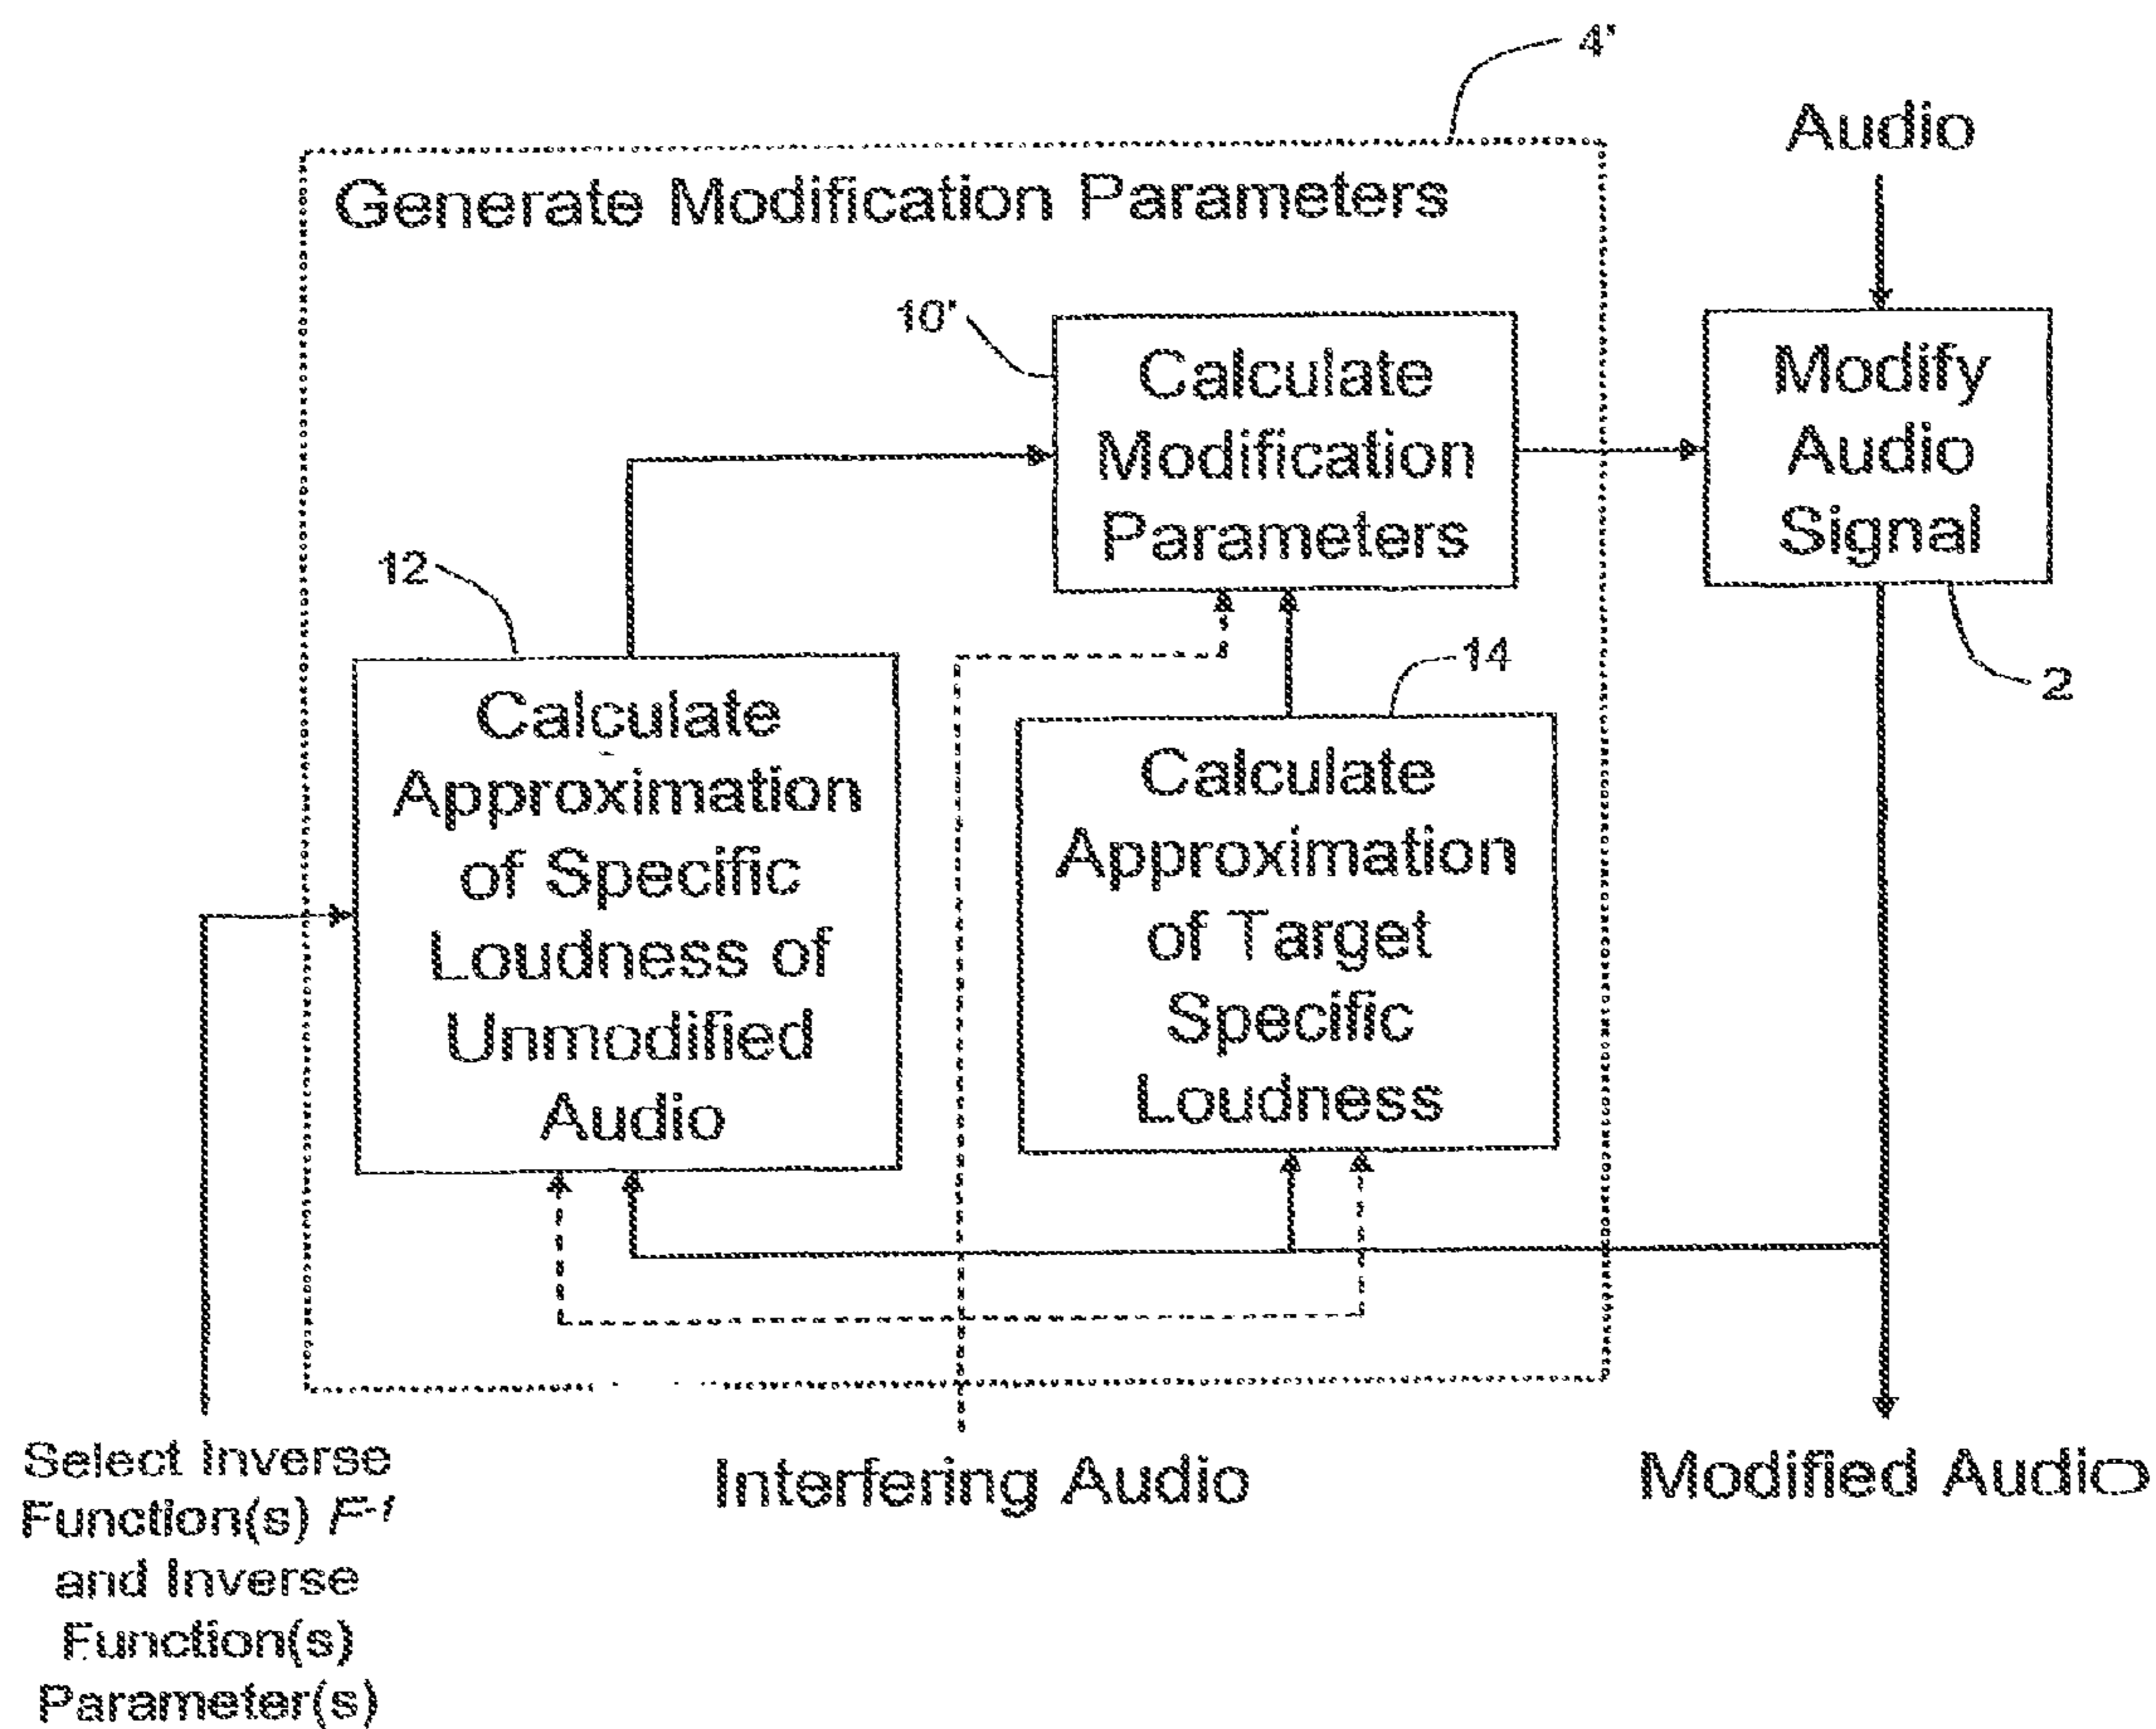 4'
Audio
Generate Modification Parameters
10'
Calculate
Modification
Parameters
Modify
Audio
Signal
12
14
2
Calculate
Approximation
of Specific
Loudness of
Unmodified
Audio
Calculate
Approximation
of Target
Specific
Loudness
Select Inverse
Function(s) F-1
and Inverse
Function(s)
Parameter(s)
Interfering Audio
Modified Audio